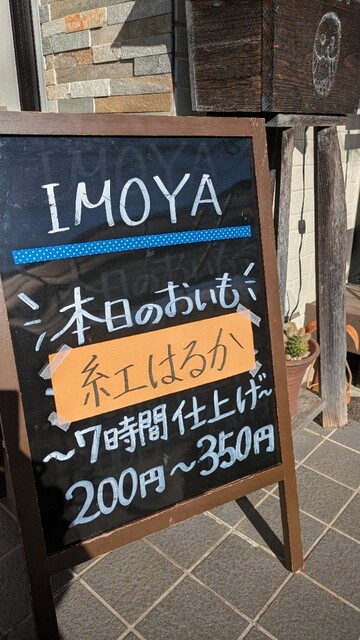 IMOYA
本日のおいも
紅はるか
〜7時間仕上げ〜
200円〜350円